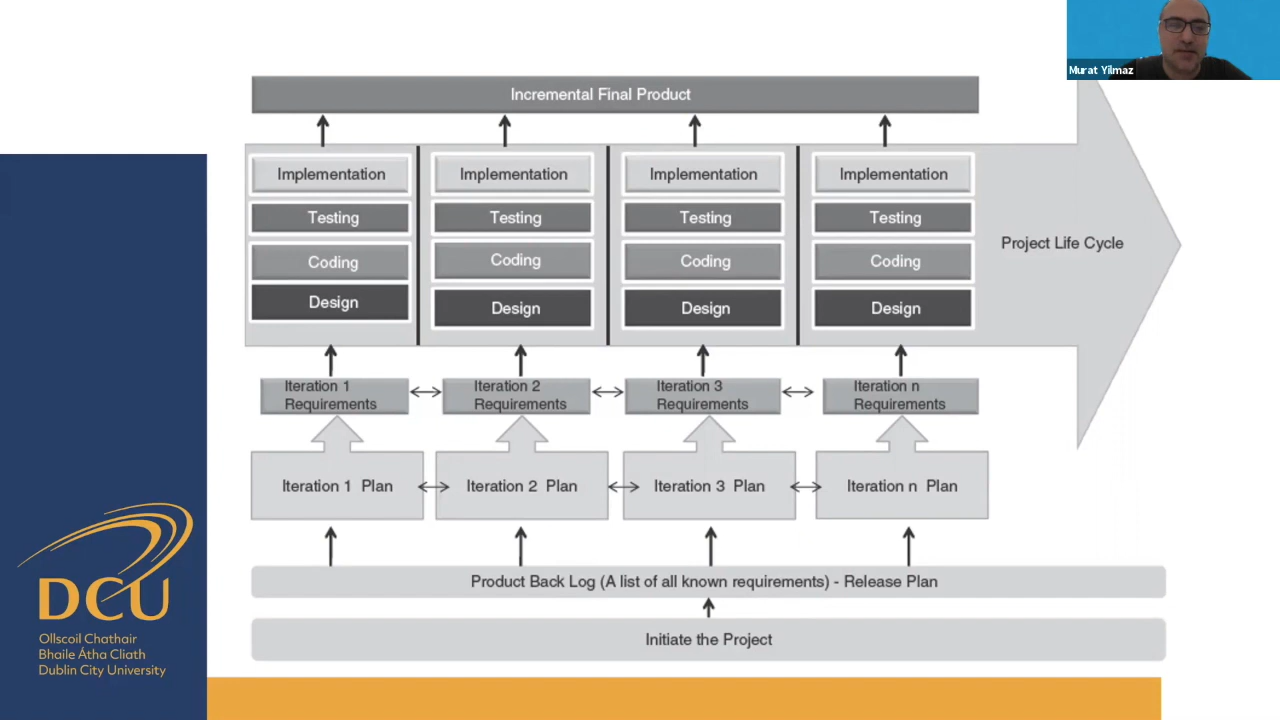 Murat Yilmaz
Incremental Final Product
Implementation
Implementation
Implementation
Implementation
Testing
Testing
Testing
Testing
Coding
Coding
Coding
Coding
Design
Design
Design
Design
Project Life Cycle
Iteration 1
Requirements
Iteration 2
Requirements
Iteration 3
Requirements
Iteration n
Requirements
Iteration 1 Plan
Iteration 2 Plan
Iteration 3 Plan
Iteration n Plan
Product Back Log (A list of all known requirements) - Release Plan
Initiate the Project
DCU
Ollscoil Chathair
Bhaile Átha Cliath
Dublin City University